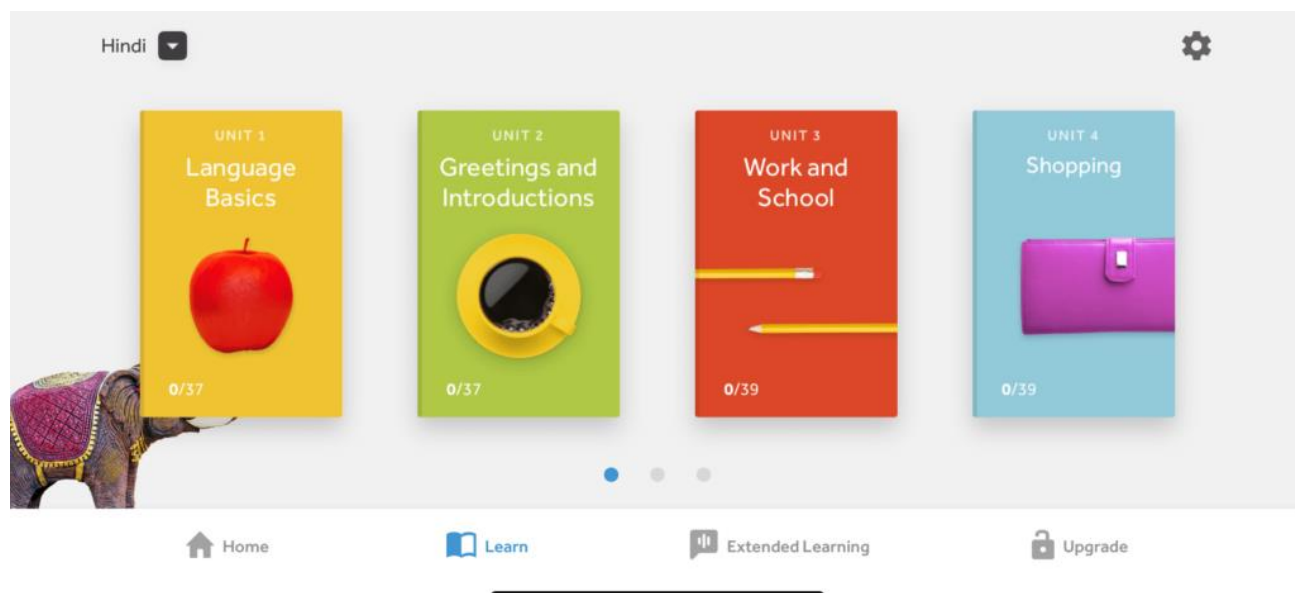 Hindi
UNIT 1
Language
Basics
0/37
UNIT 2
Greetings and
Introductions
0/37
UNIT 3
Work and
School
0/39
UNIT 4
Shopping
0/39
Home
Learn
Extended Learning
Upgrade